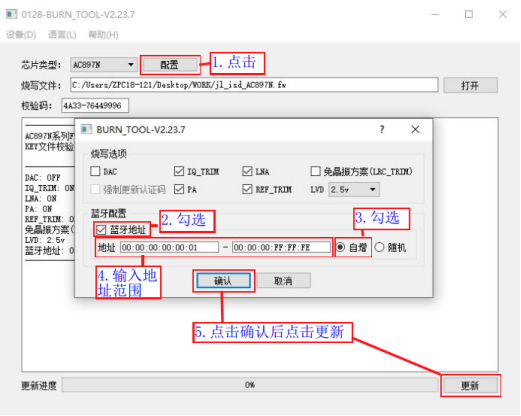 0128-BURN_TOOL-V2.23.7
设备(D) 语言(L) 帮助(H)
芯片类型: AC897N 配置 1.点击
烧写文件: C:/Users/ZPC18-121/Desktop/WORK/jl_isd_AC897N.fw 打开
校验码: 4A33-76449996
AC897N系列F
KEY文件校验
DAC: OFF
IQ_TRIM: ON
LNA: ON
PA: ON
REF_TRIM: O
免晶振方案(
LVD: 2.5v
蓝牙地址: 0
BURN_TOOL-V2.23.7 ? ×
烧写选项
DAC IQ_TRIM LNA 免晶振方案(LRC_TRIM)
强制更新认证码 PA REF_TRIM LVD 2.5v
蓝牙配置
蓝牙地址 2.勾选 3.勾选
地址 00:00:00:00:00:01 - 00:00:00:FF:FF:FE 自增 随机
4.输入地
址范围
确认 取消
5.点击确认后点击更新
更新进度 0% 更新